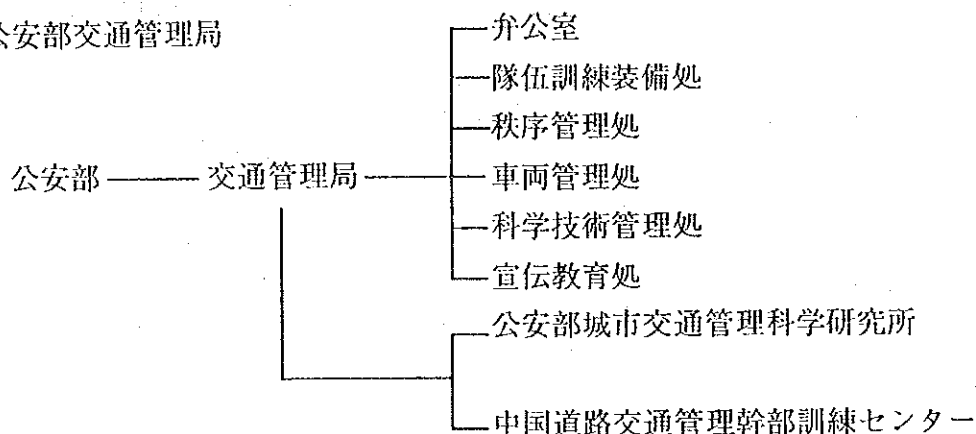 公安部交通管理局
弁公室
隊伍訓練装備処
秩序管理処
公安部 交通管理局 車両管理処
科学技術管理処
宣伝教育処
公安部城市交通管理科学研究所
中国道路交通管理幹部訓練センター